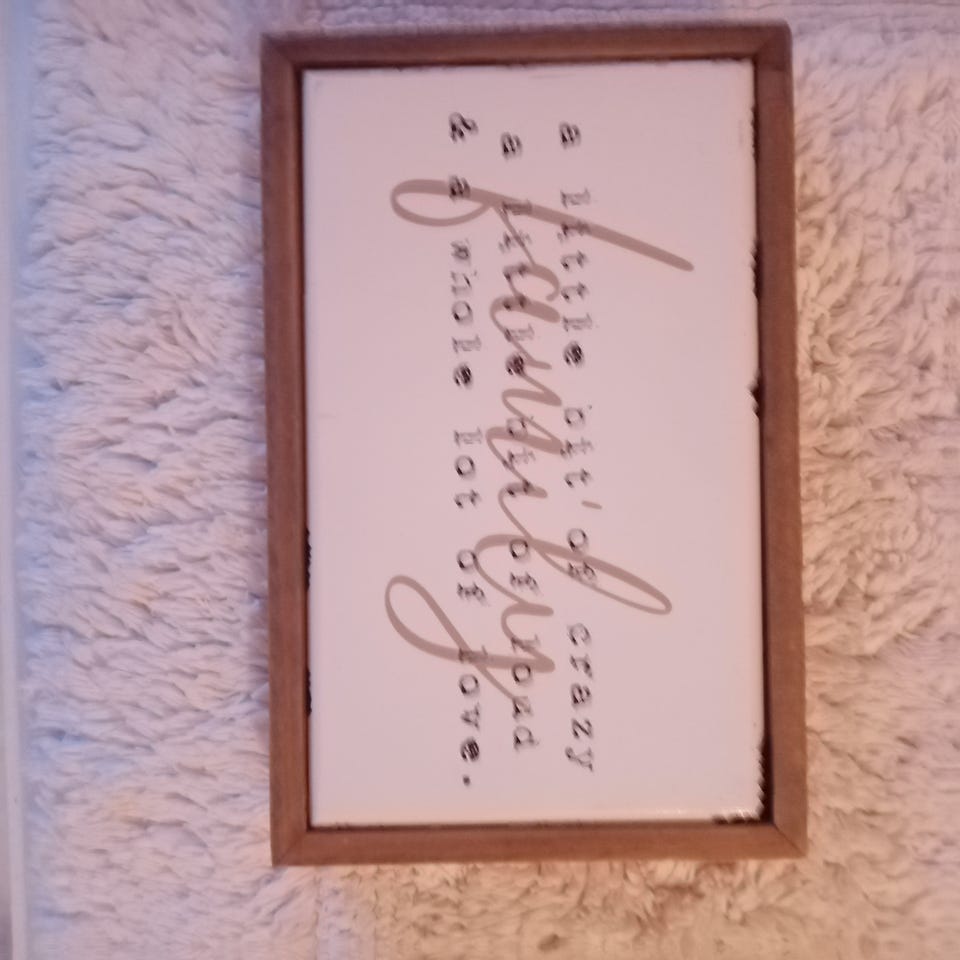 a little bit' of crazy
a little bit of loud
& a whole lot of love.
family